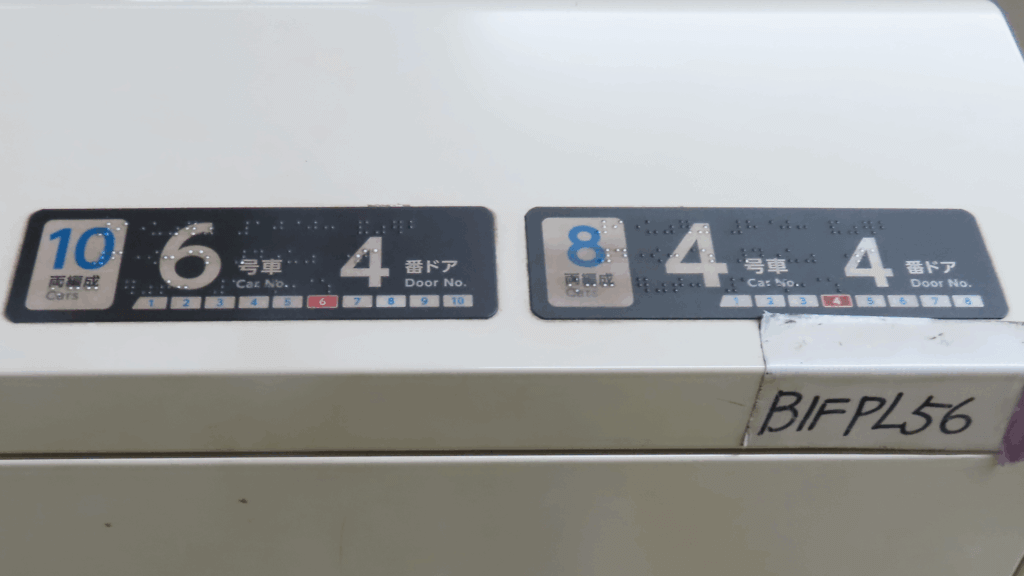 10 6 号車 4 番ドア
両編成 Car No. Door No.
Cars
1 2 3 4 5 6 7 8 9 10
8 4 号車 4 番ドア
両編成 Car No. Door No.
Cars
1 2 3 4 5 6 7 8
B1FPL56